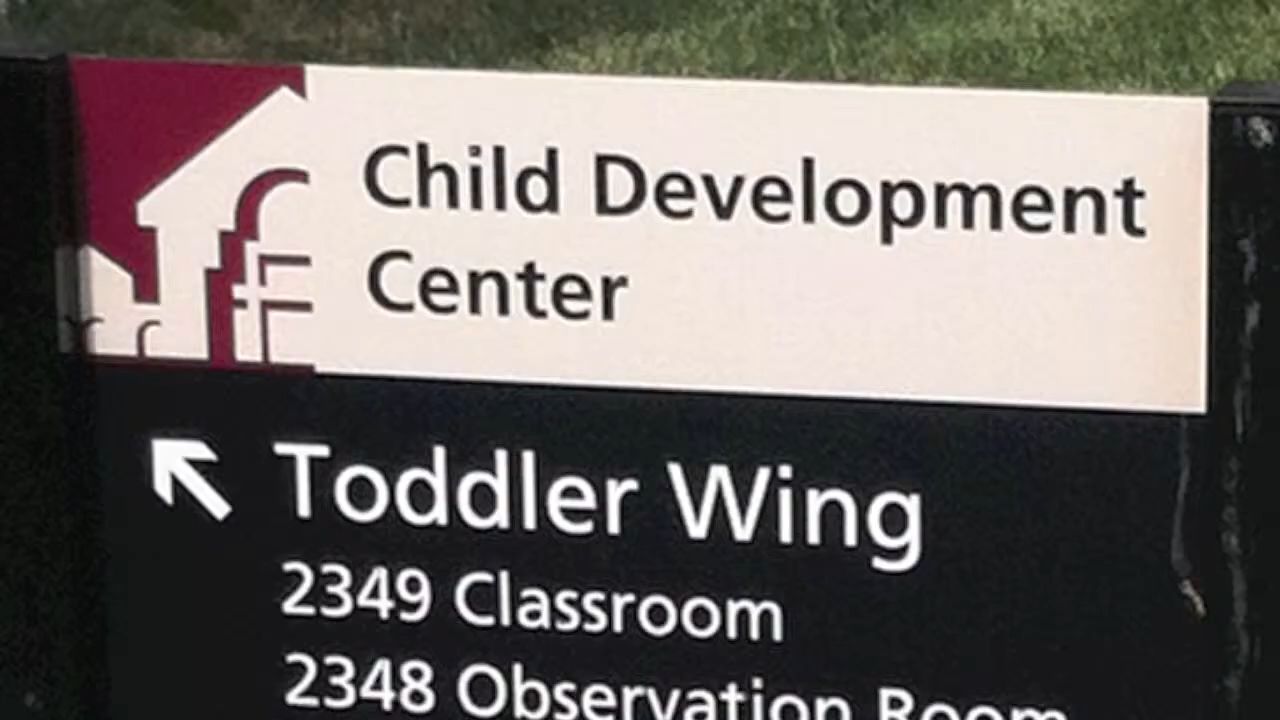 Child Development
Center
Toddler Wing
2349 Classroom
2348 Observation Room